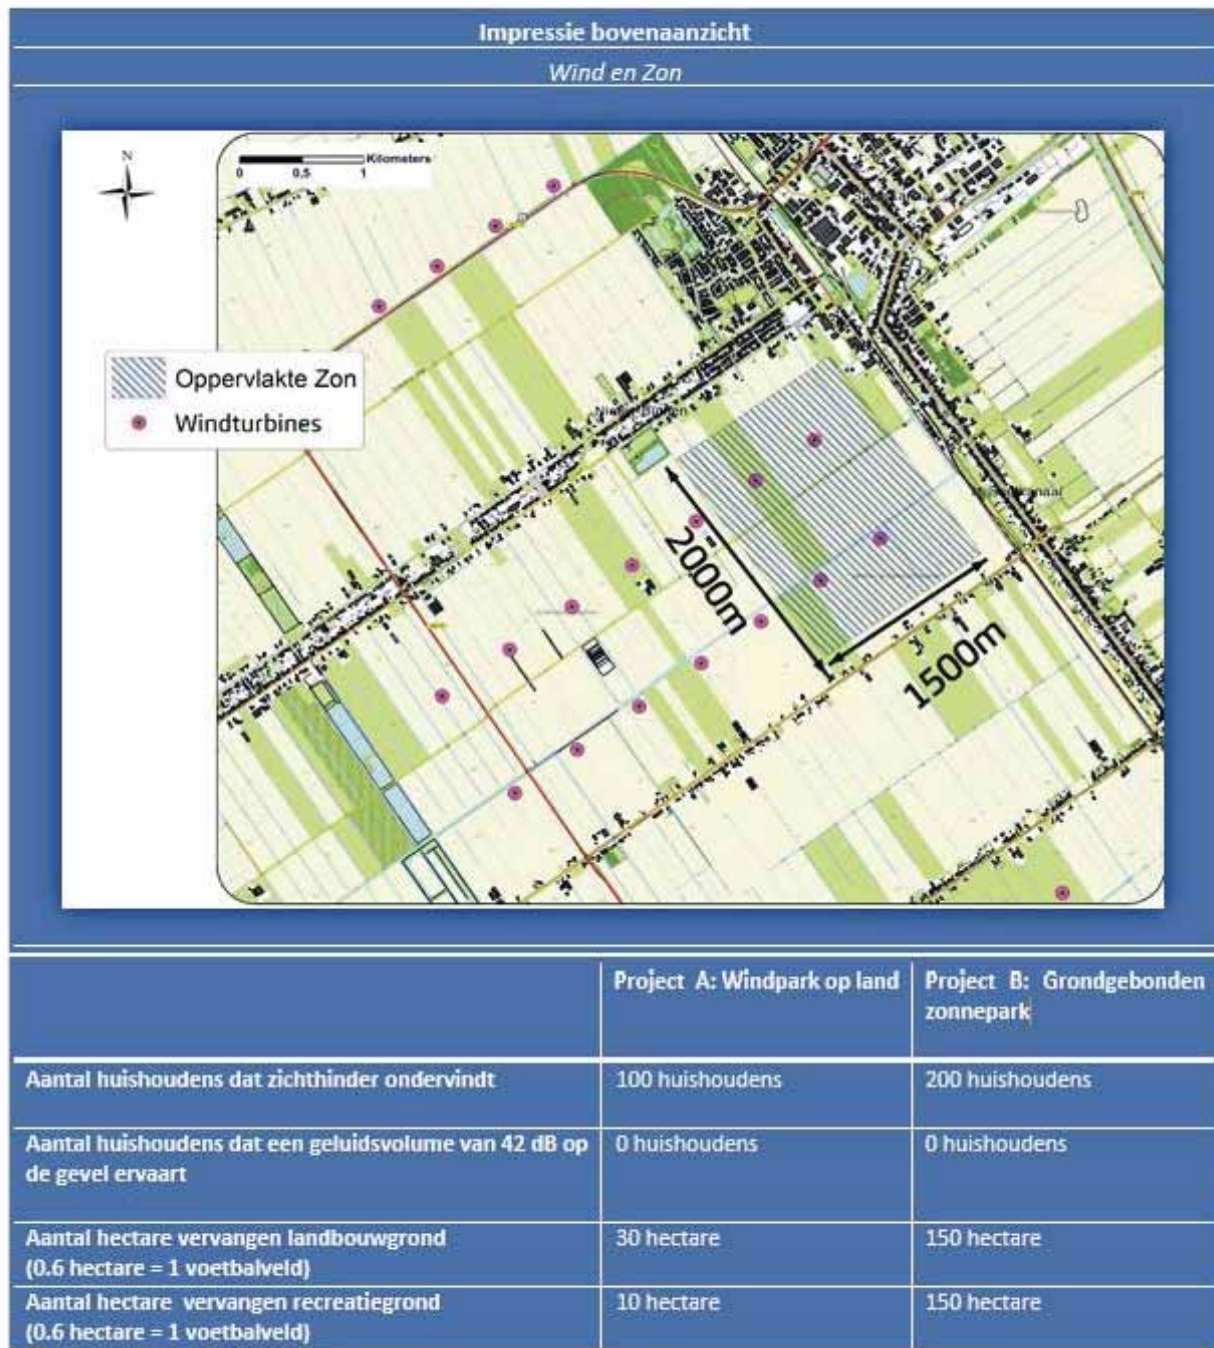 Impressie bovenaanzicht
Wind en Zon
N
Kilometers
0 0,5 1
Oppervlakte Zon
Windturbines
2000m
1500m
Project A: Windpark op land
Project B: Grondgebonden
zonnepark
Aantal huishoudens dat zichthinder ondervindt
100 huishoudens
200 huishoudens
Aantal huishoudens dat een geluidsvolume van 42 dB op
de gevel ervaart
0 huishoudens
0 huishoudens
Aantal hectare vervangen landbouwgrond
(0.6 hectare = 1 voetbalveld)
30 hectare
150 hectare
Aantal hectare vervangen recreatiegrond
(0.6 hectare = 1 voetbalveld)
10 hectare
150 hectare